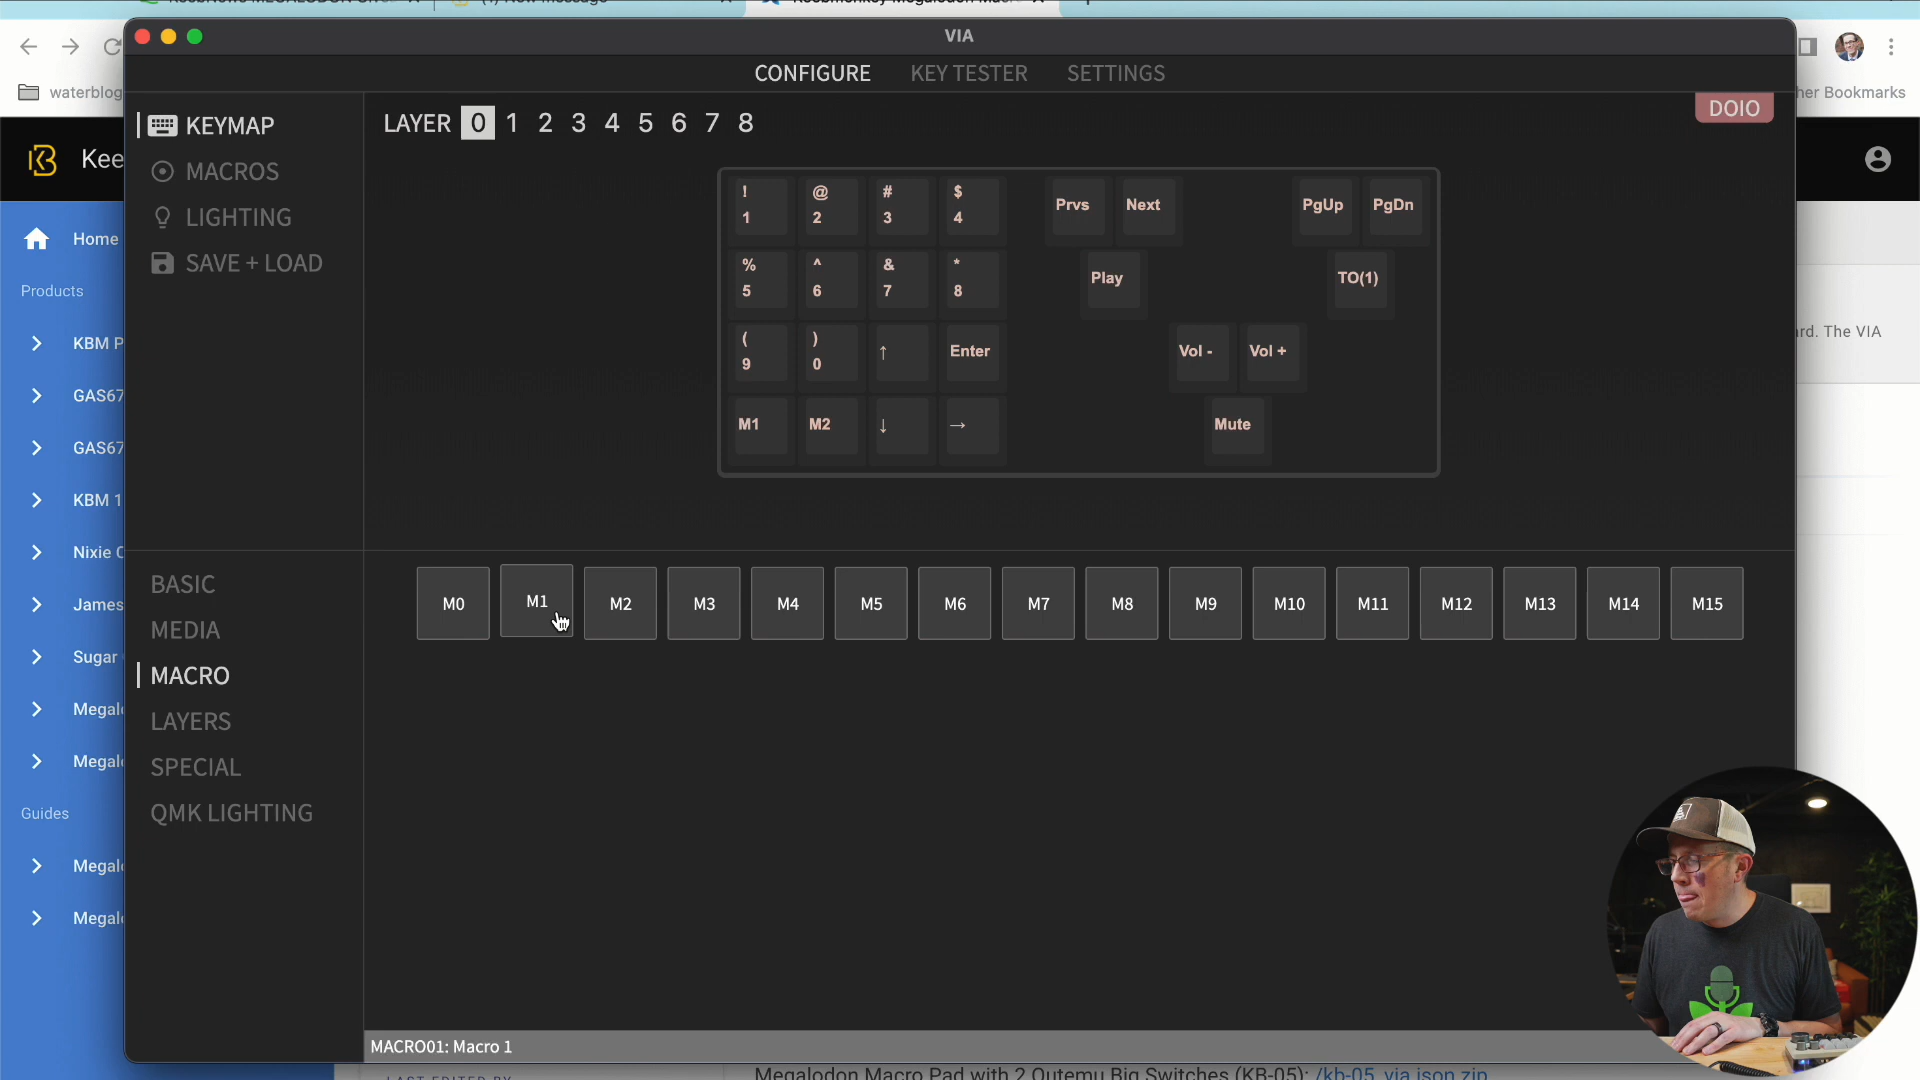 VIA
CONFIGURE KEY TESTER SETTINGS
waterblog
her Bookmarks
KEYMAP
MACROS
LIGHTING
SAVE + LOAD
LAYER 0 1 2 3 4 5 6 7 8
DOIO
Kee
Home
Products
KBM P
GAS67
GAS67
KBM 1
Nixie C
James
Sugar
Megalo
Megalo
Guides
Megalo
Megalo
! @ # $
1 2 3 4
Prvs Next
PgUp PgDn
% ^ & *
5 6 7 8
Play
TO(1)
( )
9 0 ↑ Enter
Vol - Vol +
M1 M2 ↓ →
Mute
rd. The VIA
BASIC
MEDIA
MACRO
LAYERS
SPECIAL
QMK LIGHTING
M0 M1 M2 M3 M4 M5 M6 M7 M8 M9 M10 M11 M12 M13 M14 M15
MACRO01: Macro 1
Megalodon Macro Pad with 2 Outemu Big Switches (KB-05): /kb-05_via.json.zip